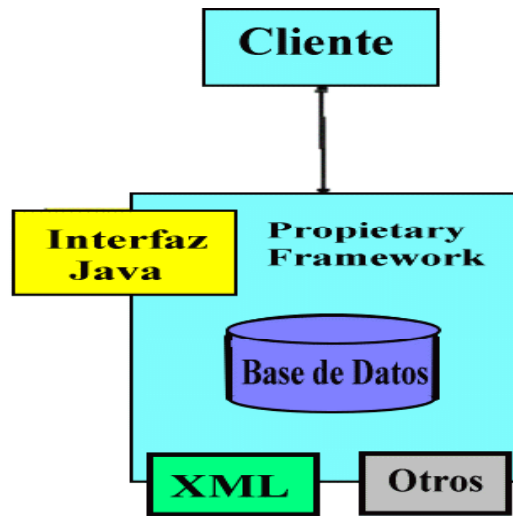 Cliente
Interfaz
Java
Propietary
Framework
Base de Datos
XML
Otros